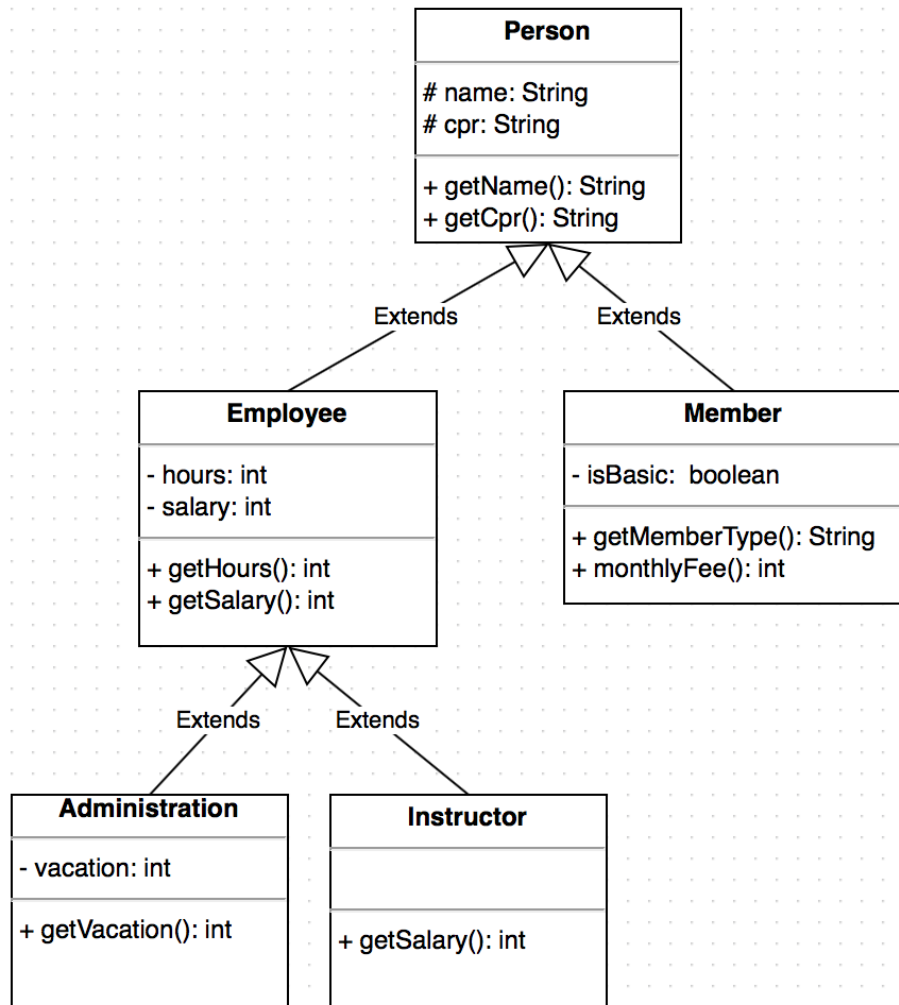 Person
# name: String
# cpr: String
+ getName(): String
+ getCpr(): String
Extends
Extends
Employee
- hours: int
- salary: int
+ getHours(): int
+ getSalary(): int
Member
- isBasic:  boolean
+ getMemberType(): String
+ monthlyFee(): int
Extends
Extends
Administration
- vacation: int
+ getVacation(): int
Instructor
+ getSalary(): int